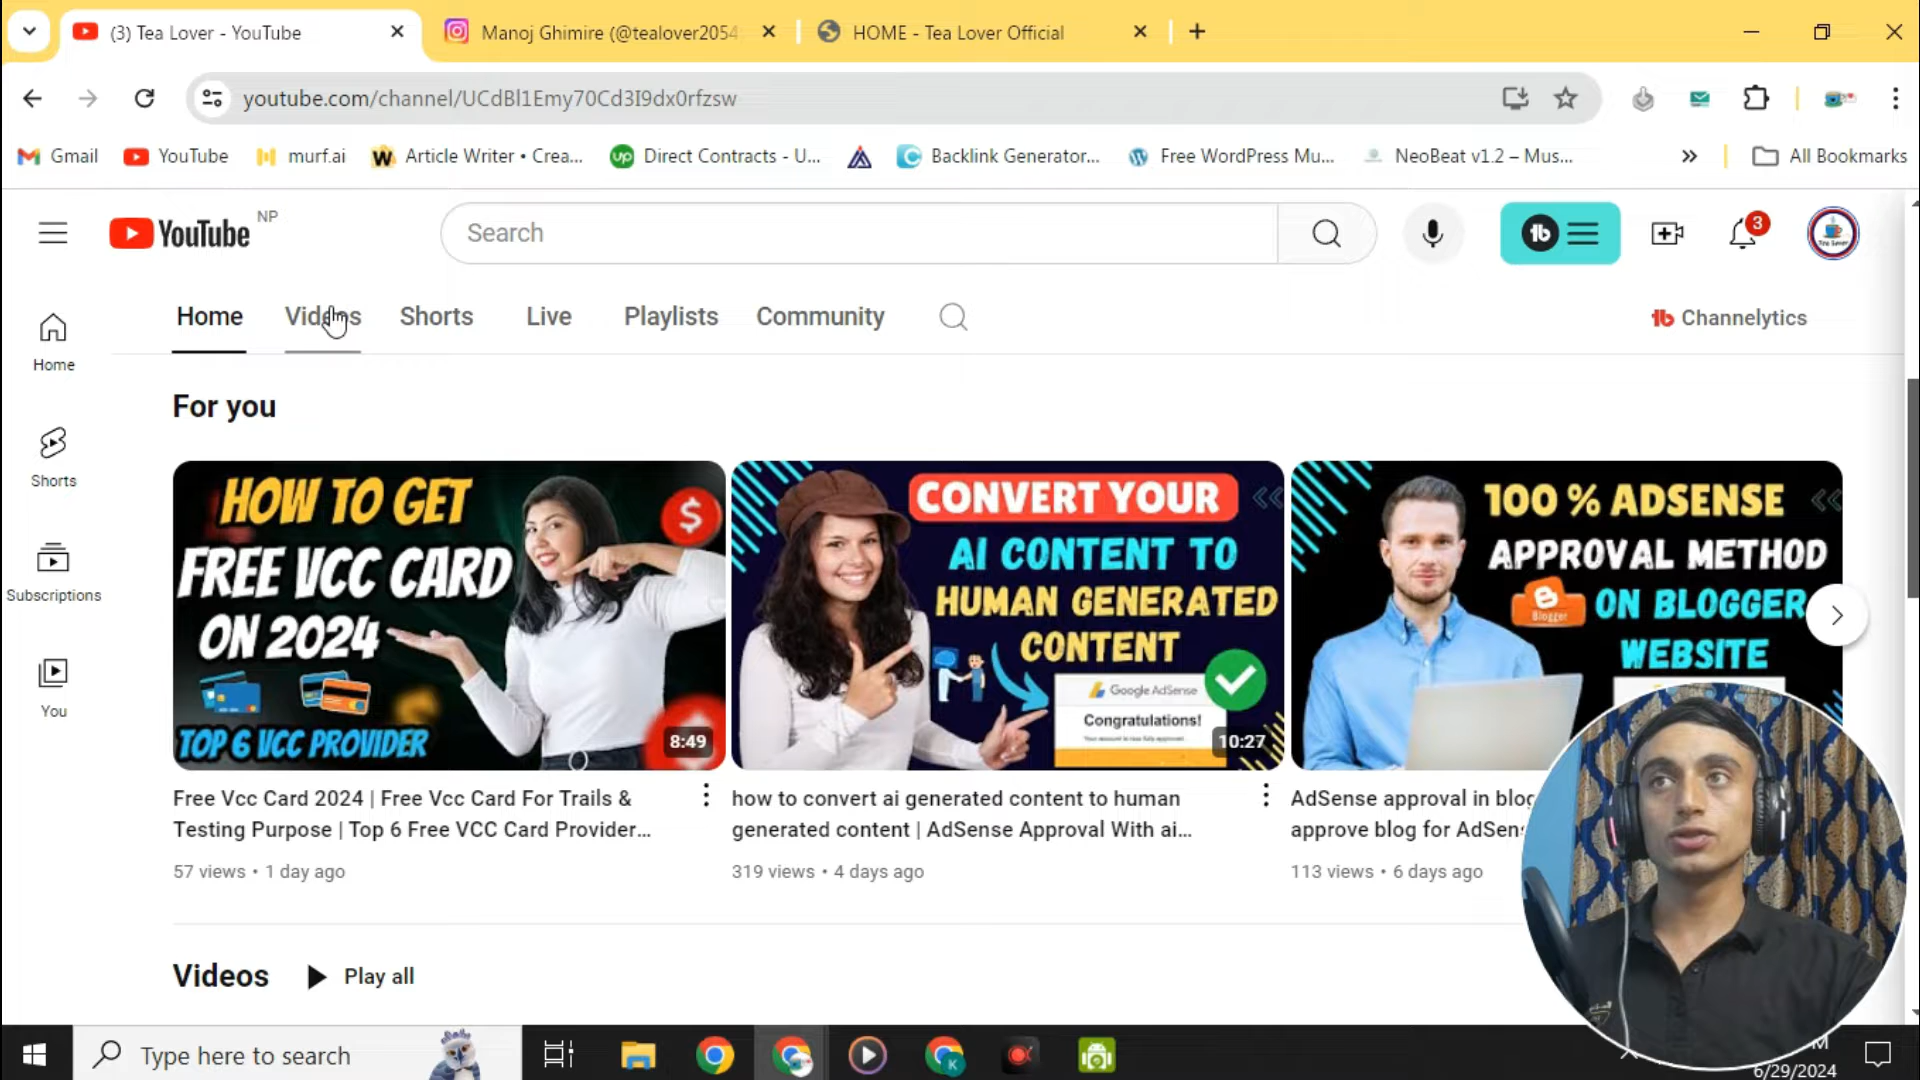 (3) Tea Lover - YouTube
Manoj Ghimire (@tealover2054
HOME - Tea Lover Official
youtube.com/channel/UCdBl1Emy70Cd3I9dx0rfzsw
Gmail
YouTube
murf.ai
Article Writer • Crea...
Direct Contracts - U...
Backlink Generator...
Free WordPress Mu...
NeoBeat v1.2 – Mus...
All Bookmarks
YouTube NP
Search
3
Home
Videos
Shorts
Live
Playlists
Community
Channelytics
Home
Shorts
Subscriptions
You
For you
HOW TO GET
FREE VCC CARD
ON 2024
TOP 6 VCC PROVIDER
8:49
CONVERT YOUR
AI CONTENT TO
HUMAN GENERATED
CONTENT
Google AdSense
Congratulations!
10:27
100 % ADSENSE
APPROVAL METHOD
Blogger
ON BLOGGER
WEBSITE
Free Vcc Card 2024 | Free Vcc Card For Trails &
Testing Purpose | Top 6 Free VCC Card Provider...
57 views • 1 day ago
how to convert ai generated content to human
generated content | AdSense Approval With ai...
319 views • 4 days ago
AdSense approval in blog
approve blog for AdSen
113 views • 6 days ago
Videos
Play all
Type here to search
6/29/2024